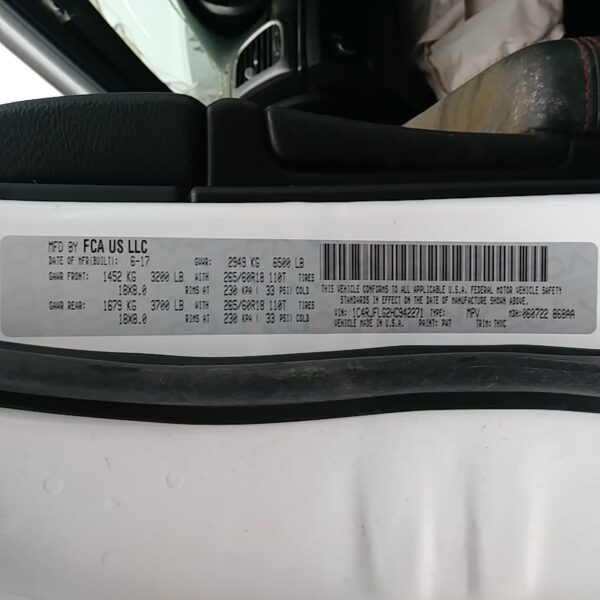 MFD BY FCA US LLC
DATE OF MFR(BUILT): 6-17 GVWR: 2949 KG 6500 LB
GAWR FRONT: 1452 KG 3200 LB WITH 265/60R18 110T TIRES
18X8.0 RIMS AT 230 KPA ( 33 PSI) COLD
GAWR REAR: 1679 KG 3700 LB WITH 265/60R18 110T TIRES
18X8.0 RIMS AT 230 KPA ( 33 PSI) COLD
THIS VEHICLE CONFORMS TO ALL APPLICABLE U.S.A. FEDERAL MOTOR VEHICLE SAFETY
STANDARDS IN EFFECT ON THE DATE OF MANUFACTURE SHOWN ABOVE.
VIN: 1C4RJFLG2HC942271 TYPE: MPV MDH: 060722 868AA
VEHICLE MADE IN U.S.A. PAINT: PW7 TRIM: THXC